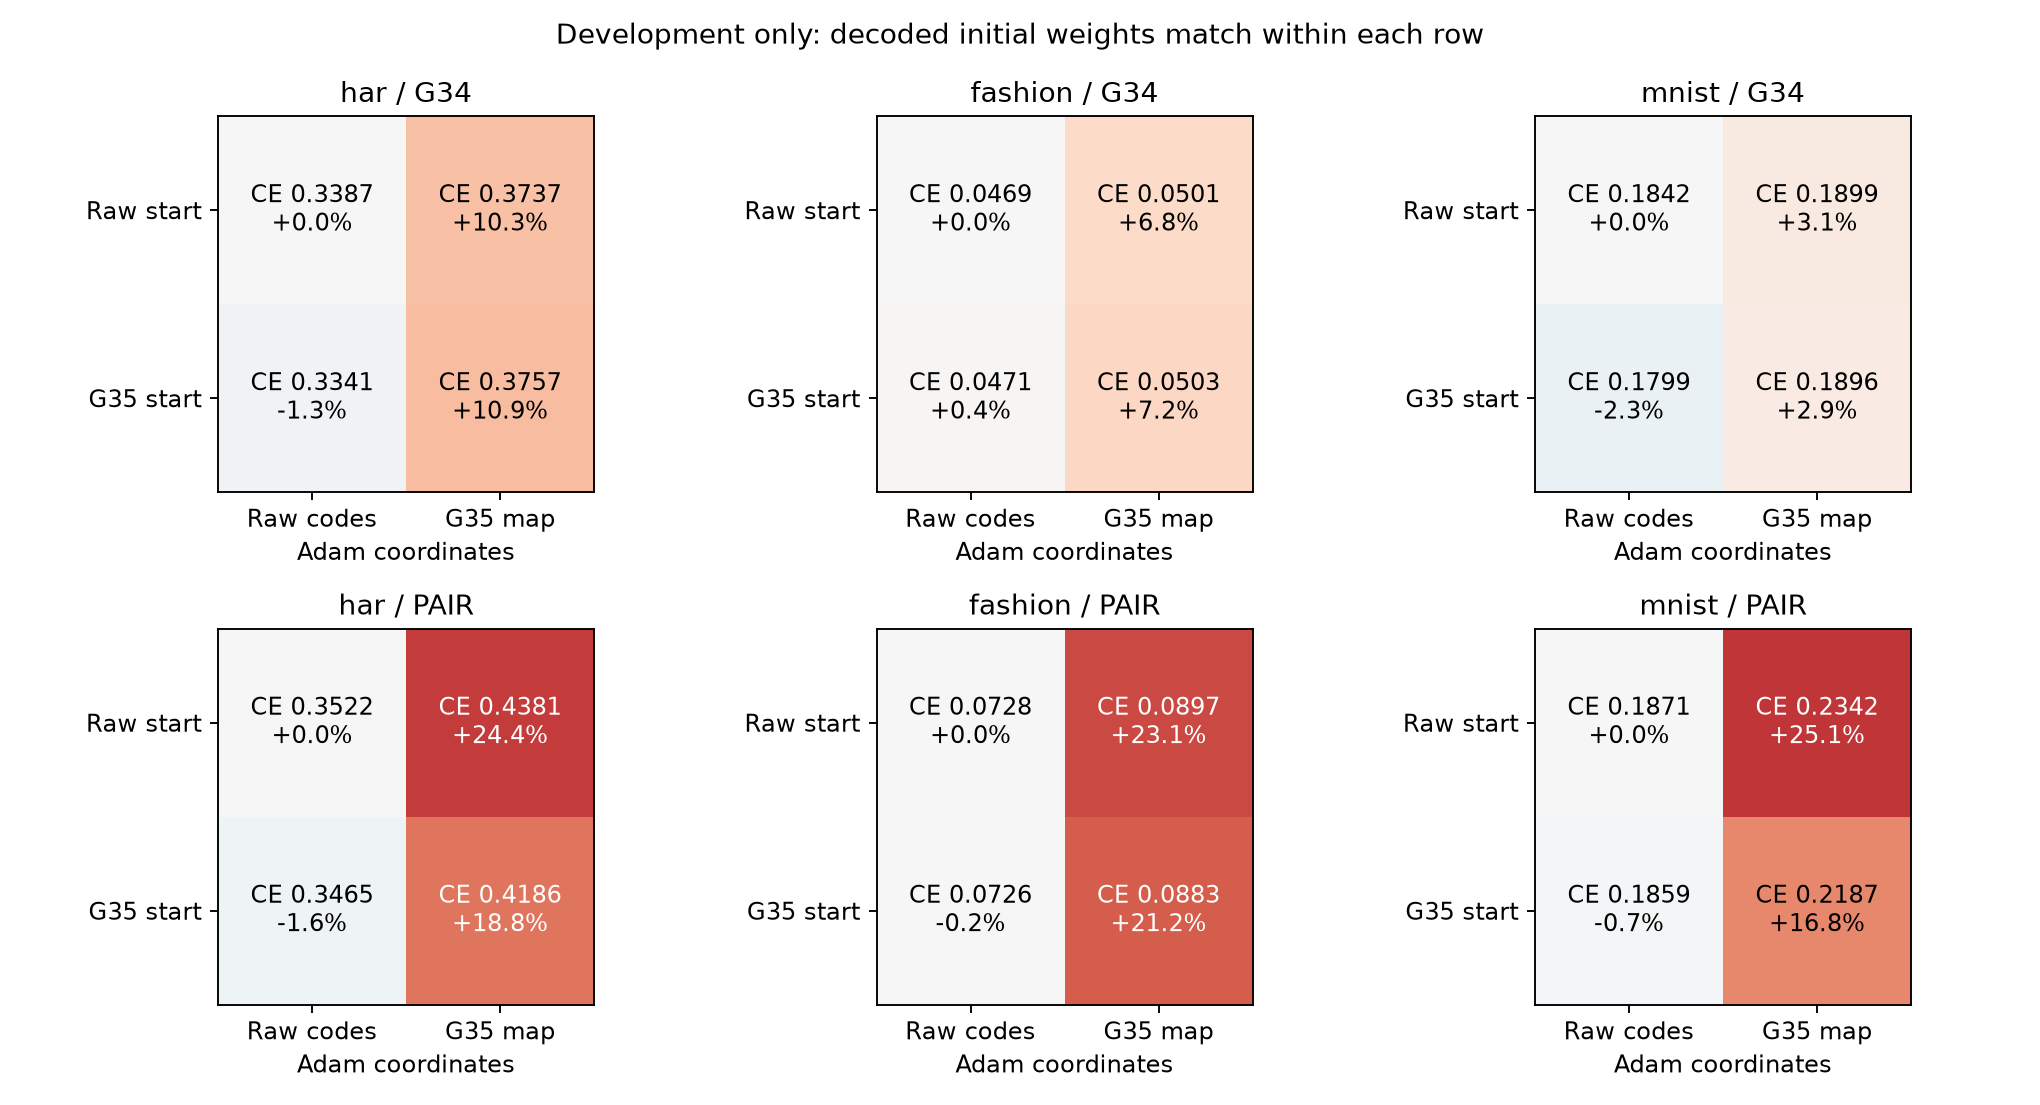 Development only: decoded initial weights match within each row
har / G34
Raw start
G35 start
CE 0.3387
+0.0%
CE 0.3737
+10.3%
CE 0.3341
-1.3%
CE 0.3757
+10.9%
Raw codes
G35 map
Adam coordinates
fashion / G34
Raw start
G35 start
CE 0.0469
+0.0%
CE 0.0501
+6.8%
CE 0.0471
+0.4%
CE 0.0503
+7.2%
Raw codes
G35 map
Adam coordinates
mnist / G34
Raw start
G35 start
CE 0.1842
+0.0%
CE 0.1899
+3.1%
CE 0.1799
-2.3%
CE 0.1896
+2.9%
Raw codes
G35 map
Adam coordinates
har / PAIR
Raw start
G35 start
CE 0.3522
+0.0%
CE 0.4381
+24.4%
CE 0.3465
-1.6%
CE 0.4186
+18.8%
Raw codes
G35 map
Adam coordinates
fashion / PAIR
Raw start
G35 start
CE 0.0728
+0.0%
CE 0.0897
+23.1%
CE 0.0726
-0.2%
CE 0.0883
+21.2%
Raw codes
G35 map
Adam coordinates
mnist / PAIR
Raw start
G35 start
CE 0.1871
+0.0%
CE 0.2342
+25.1%
CE 0.1859
-0.7%
CE 0.2187
+16.8%
Raw codes
G35 map
Adam coordinates